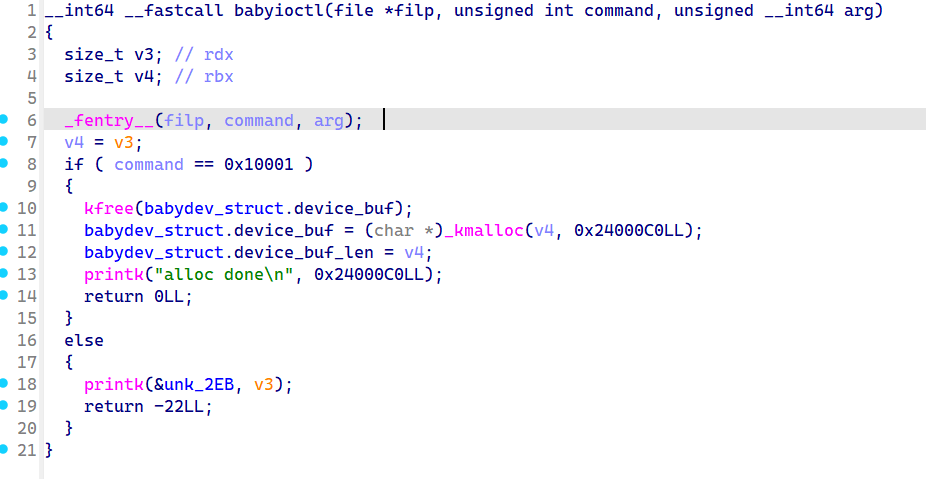 1 __int64 __fastcall babyioctl(file *filp, unsigned int command, unsigned __int64 arg)
2 {
3 size_t v3; // rdx
4 size_t v4; // rbx
5
6 _fentry__(filp, command, arg);
7 v4 = v3;
8 if ( command == 0x10001 )
9 {
10 kfree(babydev_struct.device_buf);
11 babydev_struct.device_buf = (char *)_kmalloc(v4, 0x24000C0LL);
12 babydev_struct.device_buf_len = v4;
13 printk("alloc done\n", 0x24000C0LL);
14 return 0LL;
15 }
16 else
17 {
18 printk(&unk_2EB, v3);
19 return -22LL;
20 }
21 }